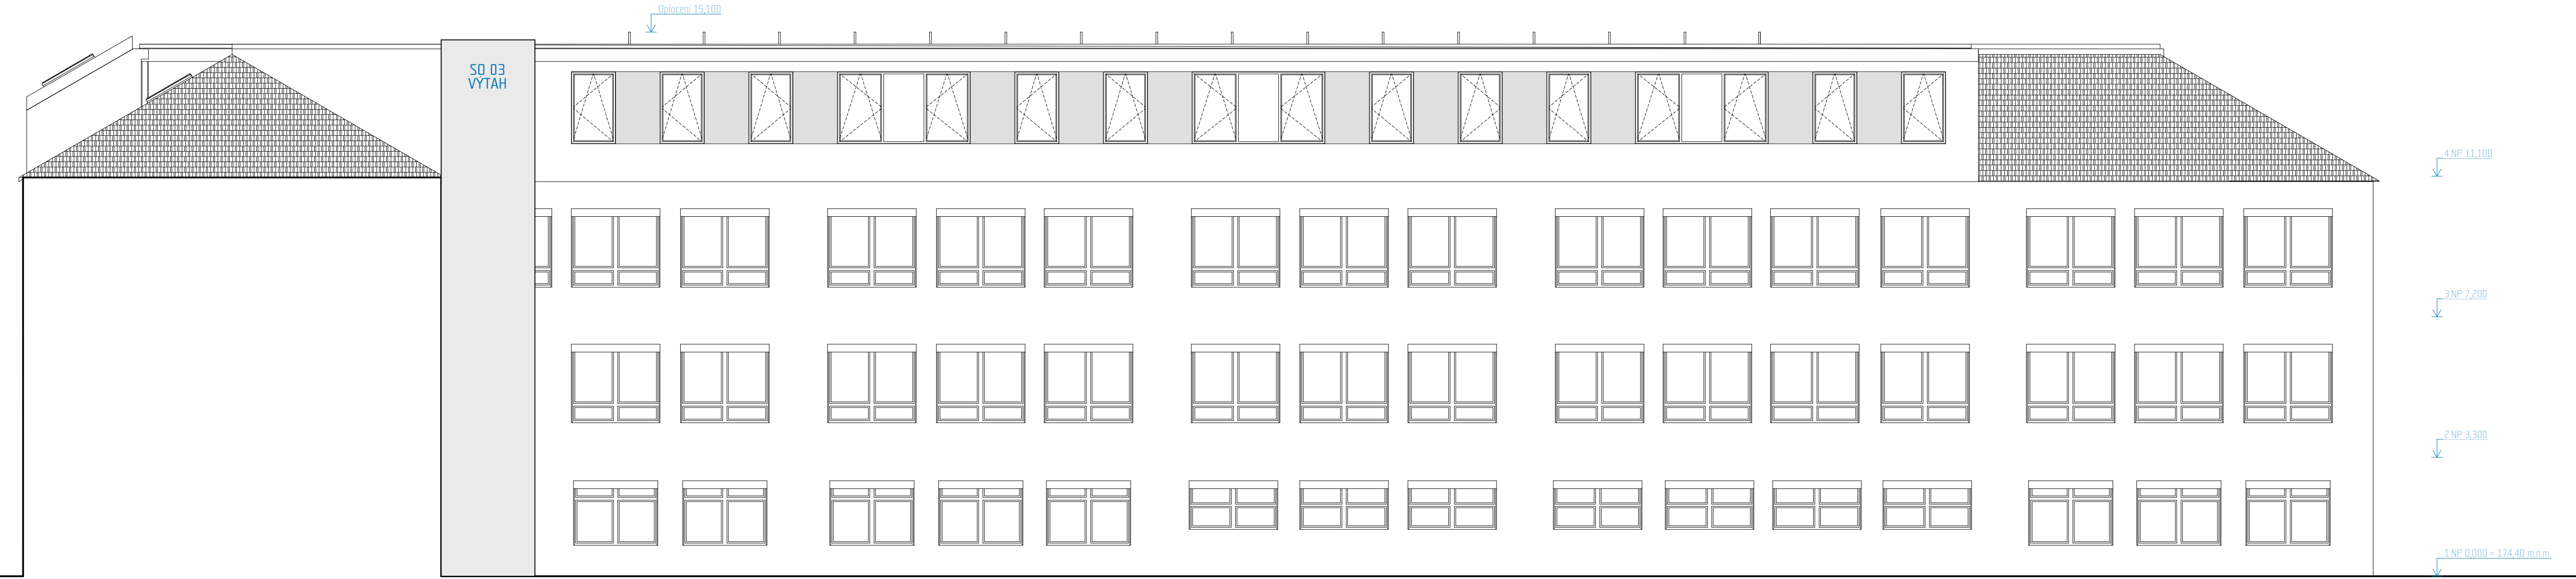 Oplocení 15,100
SO 03
VÝTAH
4 NP 11,100
3 NP 7,200
2 NP 3,300
1 NP 0,000 = 174,40 m.n.m.